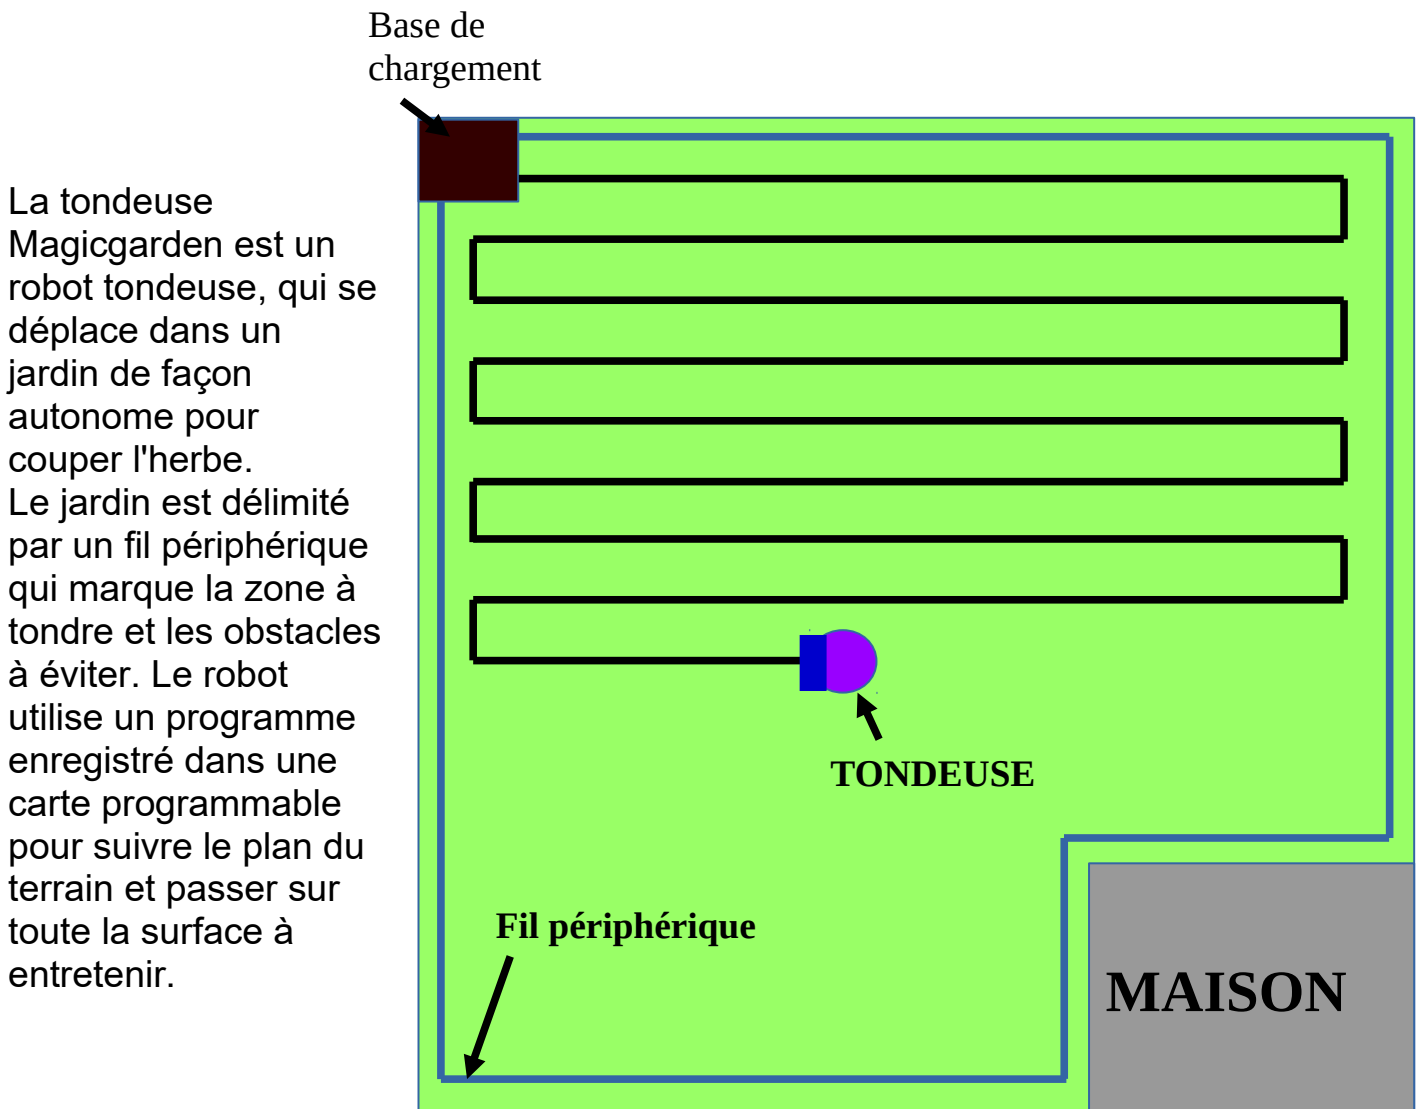 Base de
chargement
La tondeuse
Magicgarden est un
robot tondeuse, qui se
déplace dans un
jardin de façon
autonome pour
couper l'herbe.
Le jardin est délimité
par un fil périphérique
qui marque la zone à
tondre et les obstacles
à éviter. Le robot
utilise un programme
enregistré dans une
carte programmable
pour suivre le plan du
terrain et passer sur
toute la surface à
entretenir.
TONDEUSE
Fil périphérique
MAISON